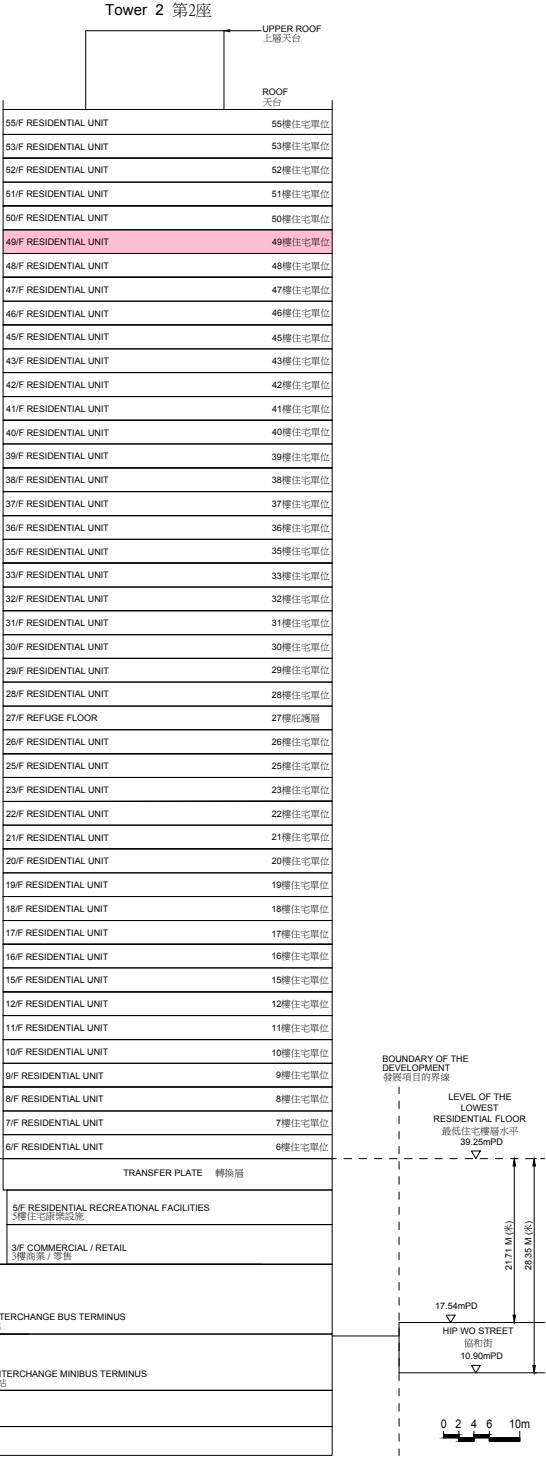 Tower 2 第2座
UPPER ROOF
上層天台
ROOF
天台
55/F RESIDENTIAL UNIT 55樓住宅單位
53/F RESIDENTIAL UNIT 53樓住宅單位
52/F RESIDENTIAL UNIT 52樓住宅單位
51/F RESIDENTIAL UNIT 51樓住宅單位
50/F RESIDENTIAL UNIT 50樓住宅單位
49/F RESIDENTIAL UNIT 49樓住宅單位
48/F RESIDENTIAL UNIT 48樓住宅單位
47/F RESIDENTIAL UNIT 47樓住宅單位
46/F RESIDENTIAL UNIT 46樓住宅單位
45/F RESIDENTIAL UNIT 45樓住宅單位
43/F RESIDENTIAL UNIT 43樓住宅單位
42/F RESIDENTIAL UNIT 42樓住宅單位
41/F RESIDENTIAL UNIT 41樓住宅單位
40/F RESIDENTIAL UNIT 40樓住宅單位
39/F RESIDENTIAL UNIT 39樓住宅單位
38/F RESIDENTIAL UNIT 38樓住宅單位
37/F RESIDENTIAL UNIT 37樓住宅單位
36/F RESIDENTIAL UNIT 36樓住宅單位
35/F RESIDENTIAL UNIT 35樓住宅單位
33/F RESIDENTIAL UNIT 33樓住宅單位
32/F RESIDENTIAL UNIT 32樓住宅單位
31/F RESIDENTIAL UNIT 31樓住宅單位
30/F RESIDENTIAL UNIT 30樓住宅單位
29/F RESIDENTIAL UNIT 29樓住宅單位
28/F RESIDENTIAL UNIT 28樓住宅單位
27/F REFUGE FLOOR 27樓庇護層
26/F RESIDENTIAL UNIT 26樓住宅單位
25/F RESIDENTIAL UNIT 25樓住宅單位
23/F RESIDENTIAL UNIT 23樓住宅單位
22/F RESIDENTIAL UNIT 22樓住宅單位
21/F RESIDENTIAL UNIT 21樓住宅單位
20/F RESIDENTIAL UNIT 20樓住宅單位
19/F RESIDENTIAL UNIT 19樓住宅單位
18/F RESIDENTIAL UNIT 18樓住宅單位
17/F RESIDENTIAL UNIT 17樓住宅單位
16/F RESIDENTIAL UNIT 16樓住宅單位
15/F RESIDENTIAL UNIT 15樓住宅單位
12/F RESIDENTIAL UNIT 12樓住宅單位
11/F RESIDENTIAL UNIT 11樓住宅單位
10/F RESIDENTIAL UNIT 10樓住宅單位
9/F RESIDENTIAL UNIT 9樓住宅單位
8/F RESIDENTIAL UNIT 8樓住宅單位
7/F RESIDENTIAL UNIT 7樓住宅單位
6/F RESIDENTIAL UNIT 6樓住宅單位
BOUNDARY OF THE
DEVELOPMENT
發展項目的界線
LEVEL OF THE
LOWEST
RESIDENTIAL FLOOR
最低住宅樓層水平
39.25mPD
TRANSFER PLATE 轉換層
5/F RESIDENTIAL RECREATIONAL FACILITIES
5樓住宅康樂設施
3/F COMMERCIAL / RETAIL
3樓商業 / 零售
21.71 M (米)
28.35 M (米)
TERCHANGE BUS TERMINUS
17.54mPD
HIP WO STREET
協和街
10.90mPD
NTERCHANGE MINIBUS TERMINUS
站
0 2 4 6 10m